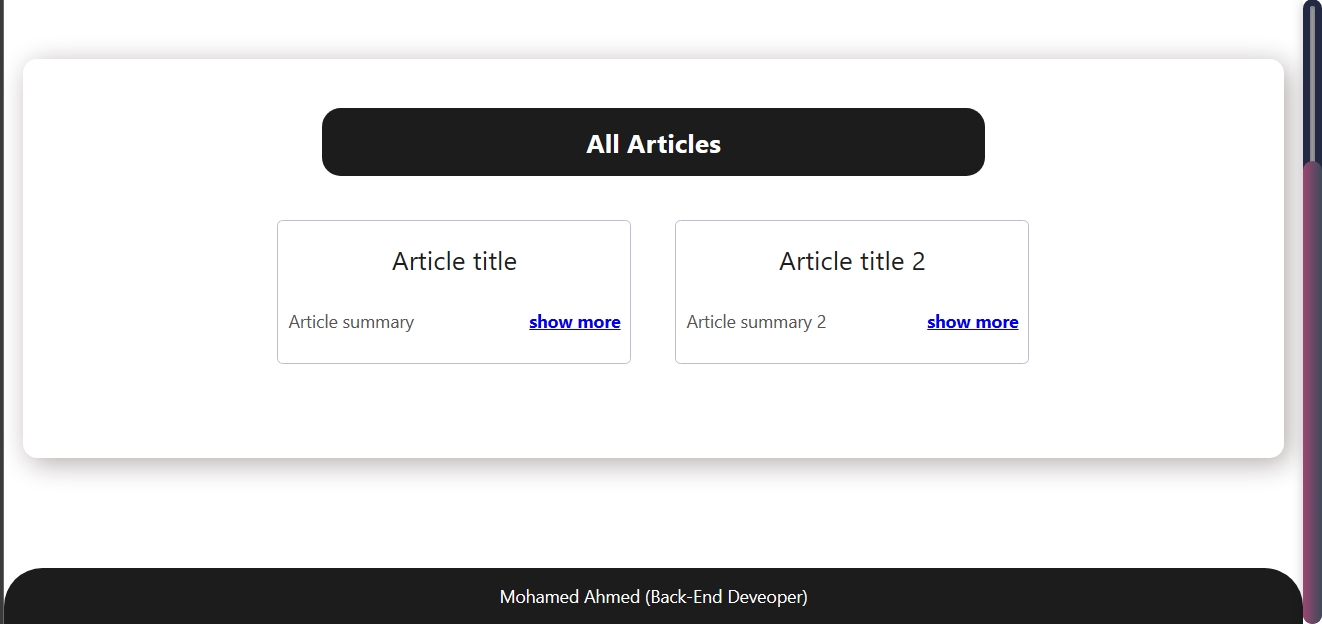 All Articles
Article title
Article summary show more
Article title 2
Article summary 2 show more
Mohamed Ahmed (Back-End Deveoper)